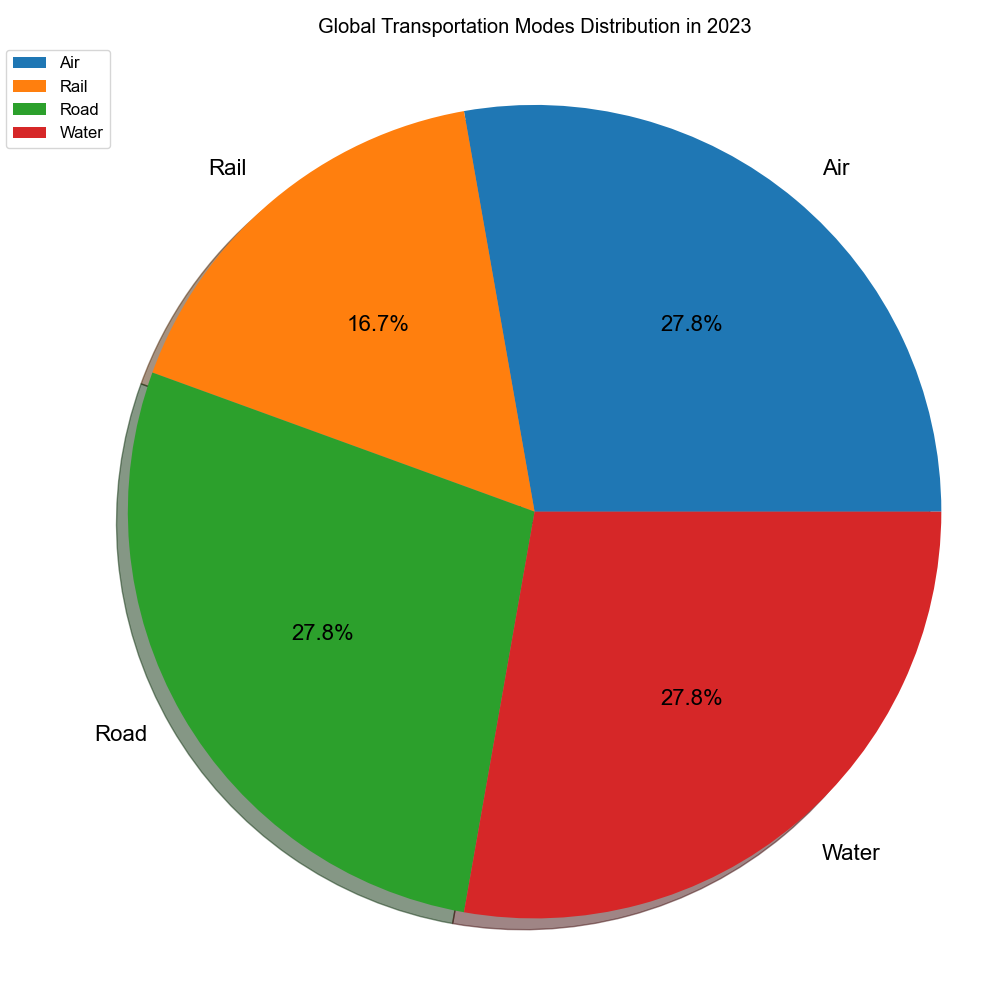 Global Transportation Modes Distribution in 2023
Air
Rail
Road
Water
Rail
Air
16.7%
27.8%
27.8%
27.8%
Road
Water